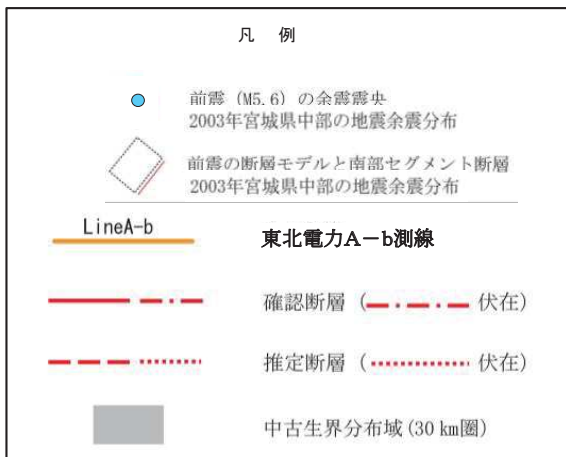 凡 例
前震（M5.6）の余震震央
2003年宮城県中部の地震余震分布
前震の断層モデルと南部セグメント断層
2003年宮城県中部の地震余震分布
LineA-b 東北電力A－b測線
確認断層（ 伏在）
推定断層（ 伏在）
中古生界分布域(30 km圏)